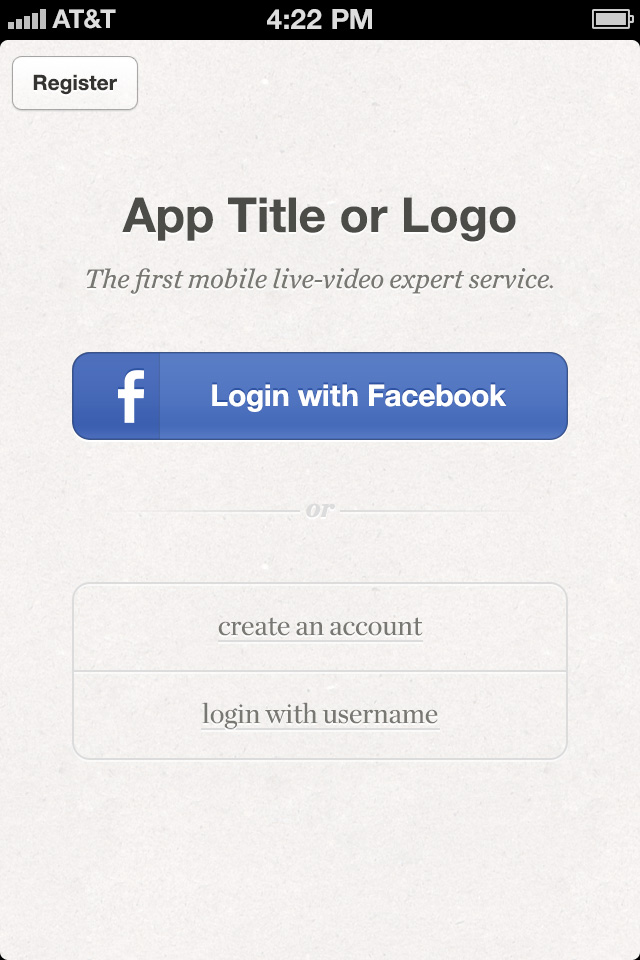 AT&T 4:22 PM
Register
App Title or Logo
The first mobile live-video expert service.
f Login with Facebook
or
create an account
login with username